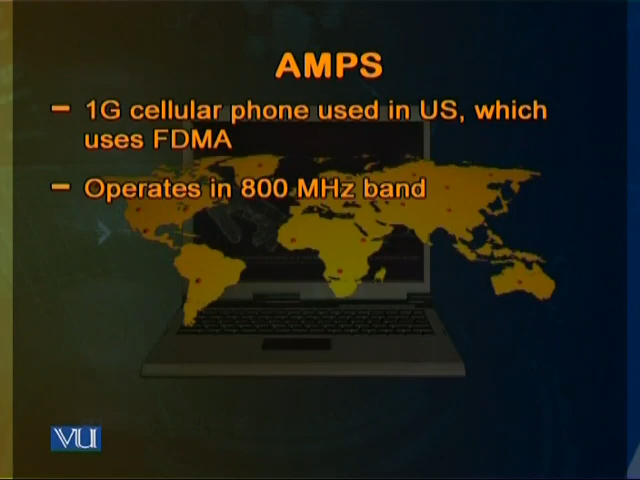 AMPS
– 1G cellular phone used in US, which
uses FDMA
– Operates in 800 MHz band
VU